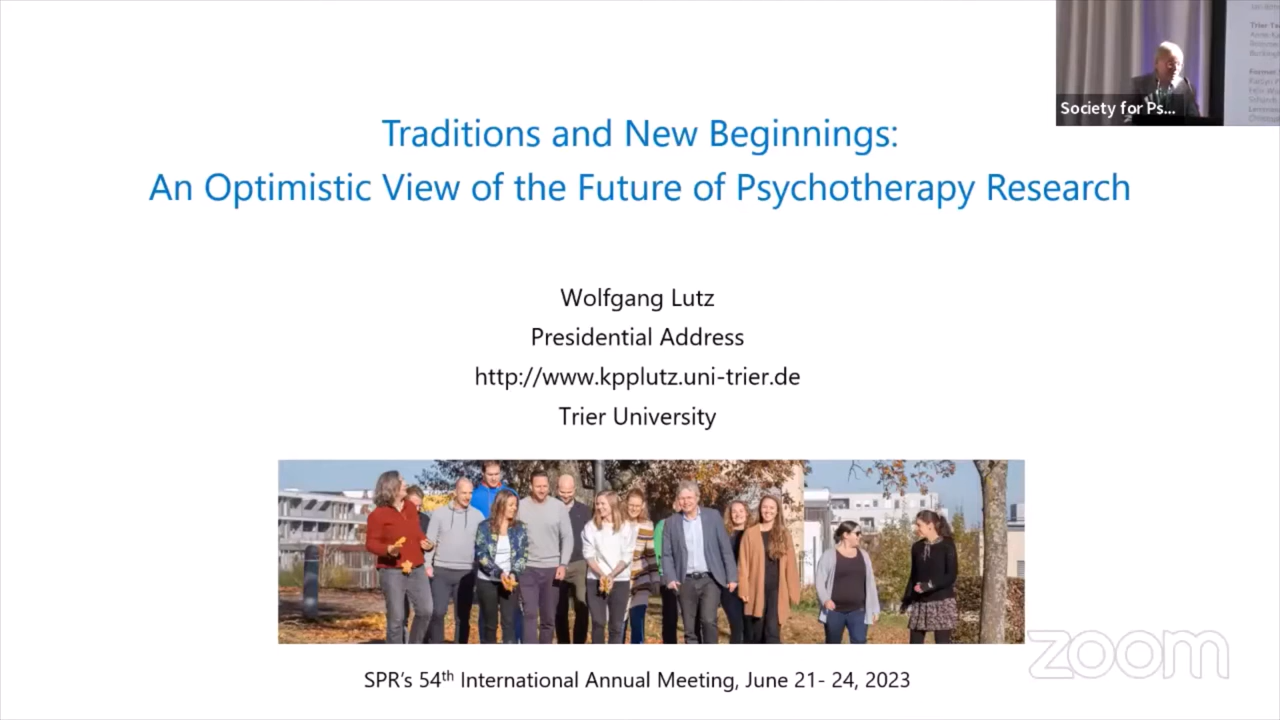 Traditions and New Beginnings:
An Optimistic View of the Future of Psychotherapy Research
Society for Ps...
Wolfgang Lutz
Presidential Address
http://www.kpplutz.uni-trier.de
Trier University
SPR's 54th International Annual Meeting, June 21- 24, 2023
zoom